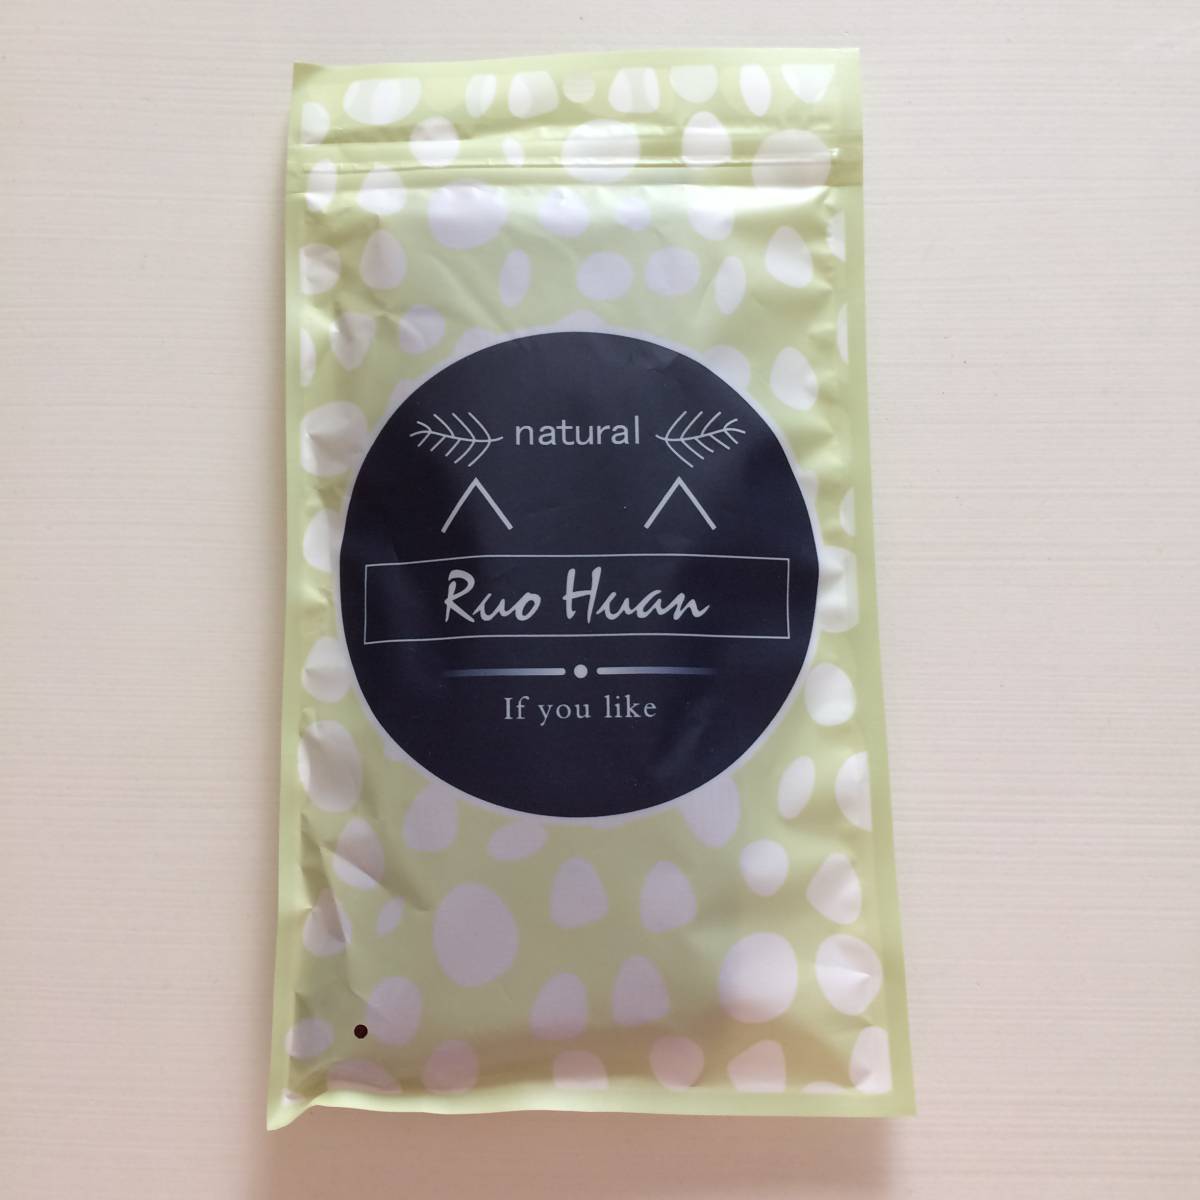 natural
Ruo Huan
If you like